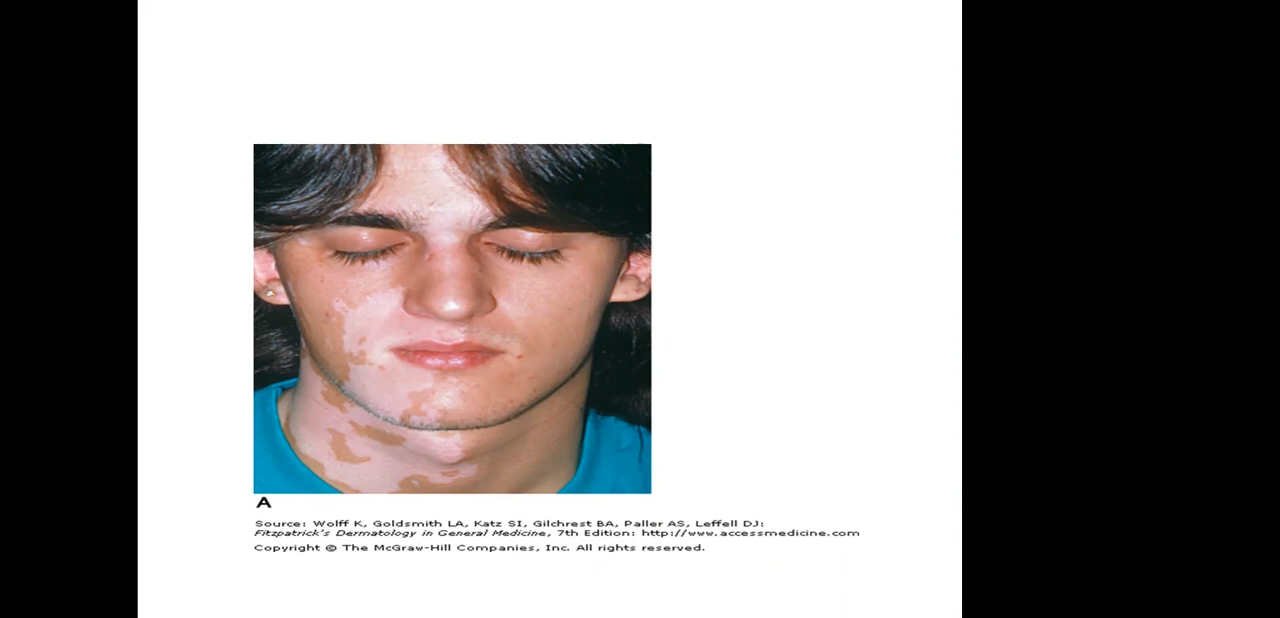 A
Source: Wolff K, Goldsmith LA, Katz SI, Gilchrest BA, Paller AS, Leffell DJ:
Fitzpatrick's Dermatology in General Medicine, 7th Edition: http://www.accessmedicine.com
Copyright © The McGraw-Hill Companies, Inc. All rights reserved.